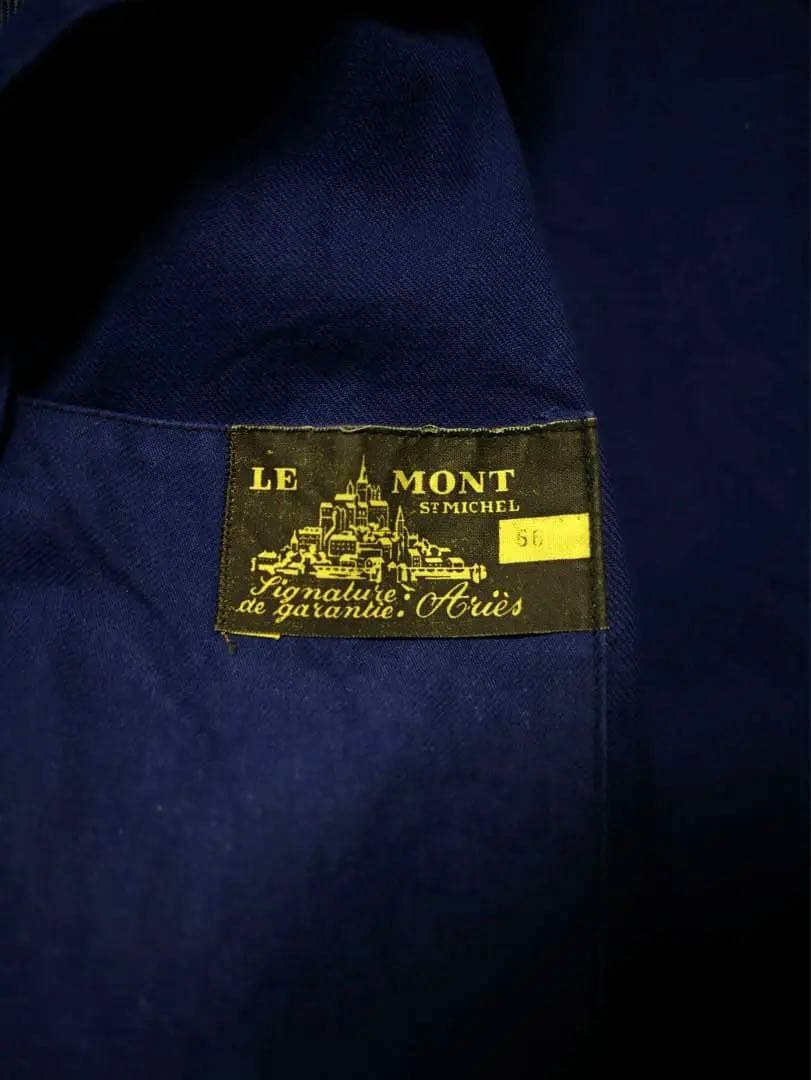 LE MONT
ST MICHEL
56
Signature
de garantie: Ariès